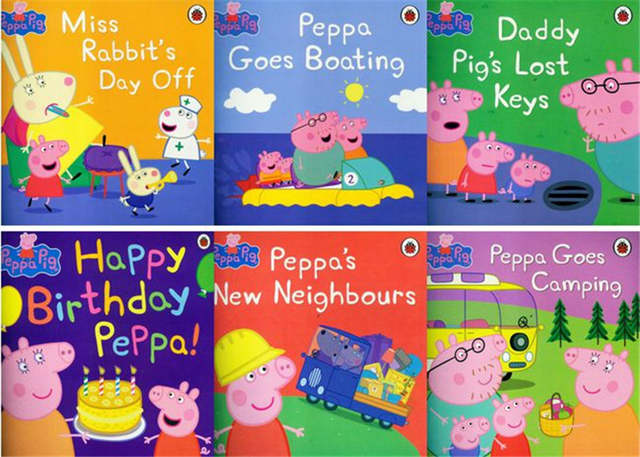 Peppa Pig
Miss
Rabbit's
Day Off
Peppa Pig
Peppa
Goes Boating
2
Peppa Pig
Daddy
Pig's Lost
Keys
Peppa Pig
Happy
Birthday
Peppa!
Peppa Pig
Peppa's
New Neighbours
Peppa Pig
Peppa Goes
Camping